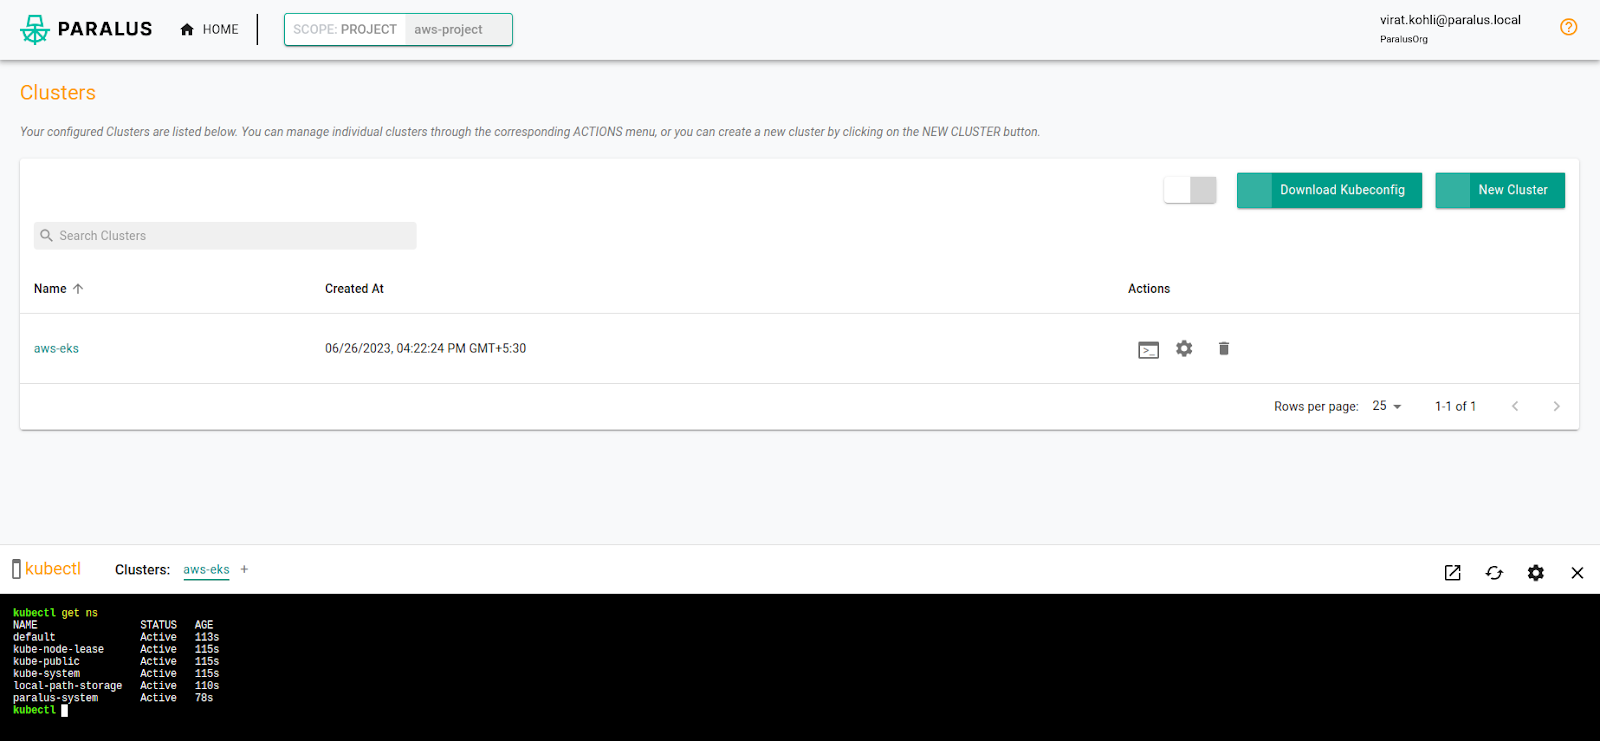 PARALUS HOME SCOPE: PROJECT aws-project virat.kohli@paralus.local
ParalusOrg
Clusters
Your configured Clusters are listed below. You can manage individual clusters through the corresponding ACTIONS menu, or you can create a new cluster by clicking on the NEW CLUSTER button.
Download Kubeconfig New Cluster
Search Clusters
Name Created At Actions
aws-eks 06/26/2023, 04:22:24 PM GMT+5:30
Rows per page: 25 1-1 of 1
kubectl Clusters: aws-eks +
kubectl get ns
NAME STATUS AGE
default Active 113s
kube-node-lease Active 115s
kube-public Active 115s
kube-system Active 115s
local-path-storage Active 110s
paralus-system Active 78s
kubectl